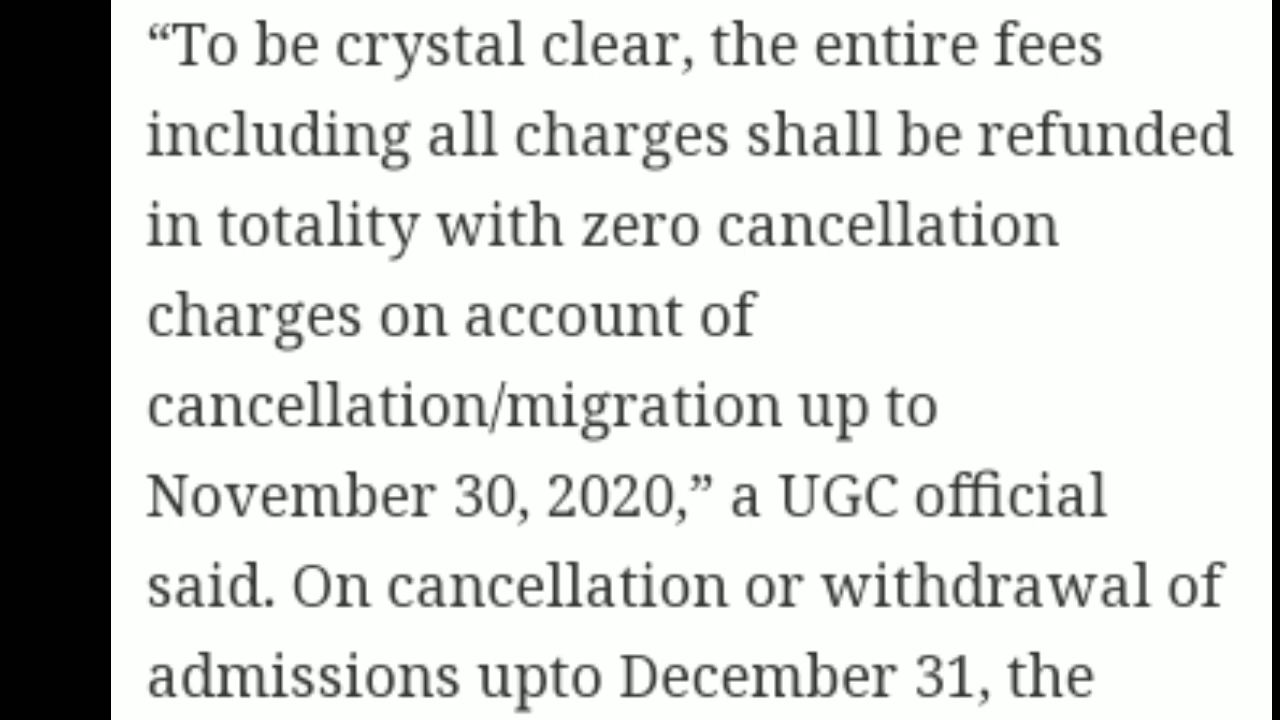 “To be crystal clear, the entire fees
including all charges shall be refunded
in totality with zero cancellation
charges on account of
cancellation/migration up to
November 30, 2020,” a UGC official
said. On cancellation or withdrawal of
admissions upto December 31, the